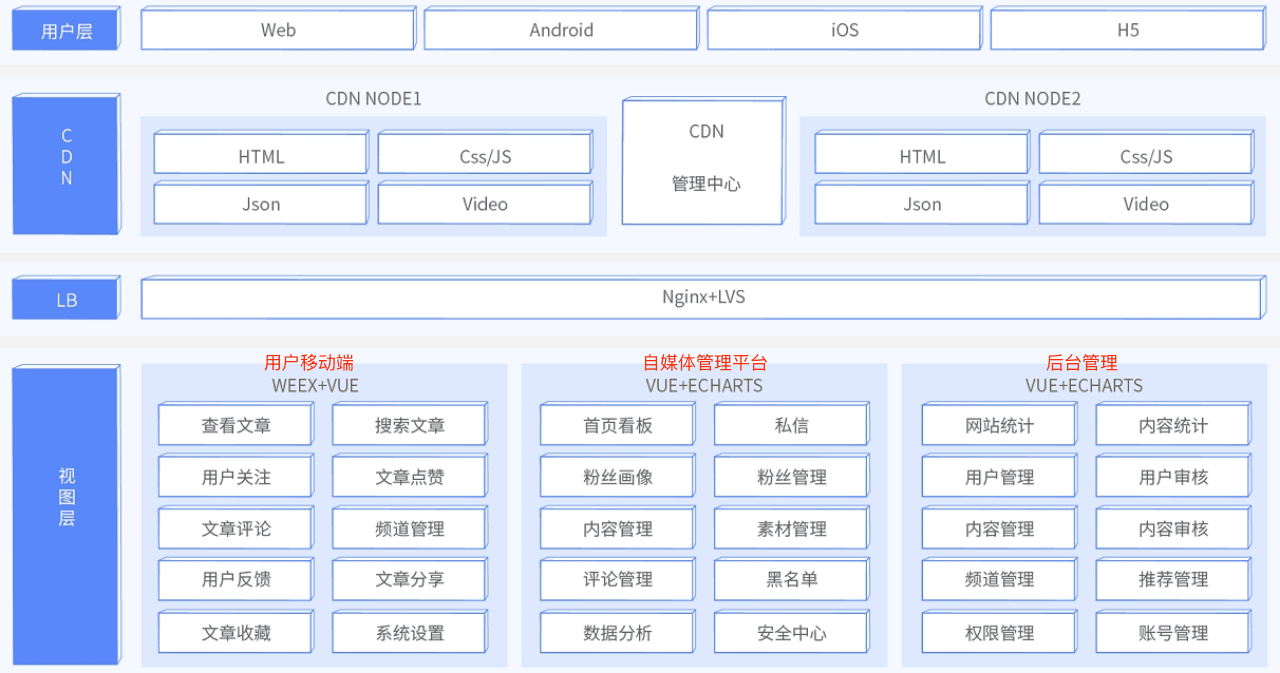 用户层
Web
Android
iOS
H5
C
D
N
CDN NODE1
HTML
Css/JS
Json
Video
CDN
管理中心
CDN NODE2
HTML
Css/JS
Json
Video
LB
Nginx+LVS
视
图
层
用户移动端
WEEX+VUE
查看文章
搜索文章
用户关注
文章点赞
文章评论
频道管理
用户反馈
文章分享
文章收藏
系统设置
自媒体管理平台
VUE+ECHARTS
首页看板
私信
粉丝画像
粉丝管理
内容管理
素材管理
评论管理
黑名单
数据分析
安全中心
后台管理
VUE+ECHARTS
网站统计
内容统计
用户管理
用户审核
内容管理
内容审核
频道管理
推荐管理
权限管理
账号管理